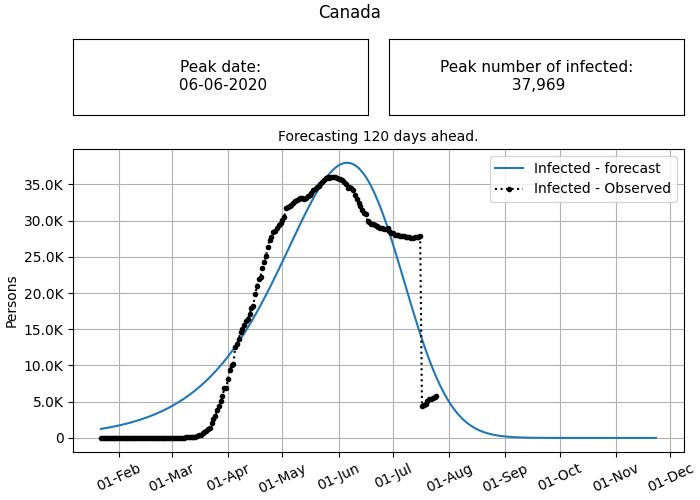 Canada
Peak date:
06-06-2020
Peak number of infected:
37,969
Forecasting 120 days ahead.
Infected - forecast
Infected - Observed
35.0K
30.0K
25.0K
20.0K
15.0K
10.0K
5.0K
0
Persons
01-Feb
01-Mar
01-Apr
01-May
01-Jun
01-Jul
01-Aug
01-Sep
01-Oct
01-Nov
01-Dec